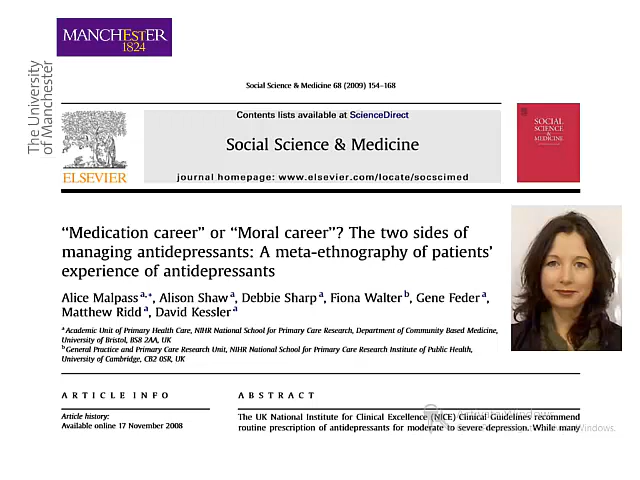 MANCHESTER
1824
The University
of Manchester
Social Science & Medicine 68 (2009) 154–168
Contents lists available at ScienceDirect
Social Science & Medicine
journal homepage: www.elsevier.com/locate/socscimed
ELSEVIER
SOCIAL
SCIENCE
&
MEDICINE
“Medication career” or “Moral career”? The two sides of
managing antidepressants: A meta-ethnography of patients’
experience of antidepressants
Alice Malpass a,*, Alison Shaw a, Debbie Sharp a, Fiona Walter b, Gene Feder a,
Matthew Ridd a, David Kessler a
a Academic Unit of Primary Health Care, NIHR National School for Primary Care Research, Department of Community Based Medicine,
University of Bristol, BS8 2AA, UK
b General Practice and Primary Care Research Unit, NIHR National School for Primary Care Research Institute of Public Health,
University of Cambridge, CB2 0SR, UK
ARTICLE INFO
Article history:
Available online 17 November 2008
ABSTRACT
The UK National Institute for Clinical Excellence (NICE) Clinical Guidelines recommend
routine prescription of antidepressants for moderate to severe depression. While many
Windows.